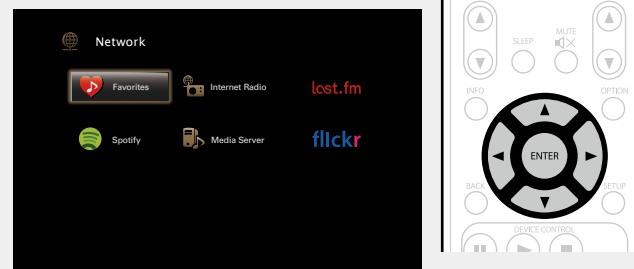 Network
Favorites Internet Radio last.fm
Spotify Media Server flickr
MUTE
SLEEP
INFO OPTION
ENTER
BACK SETUP
DEVICE CONTROL